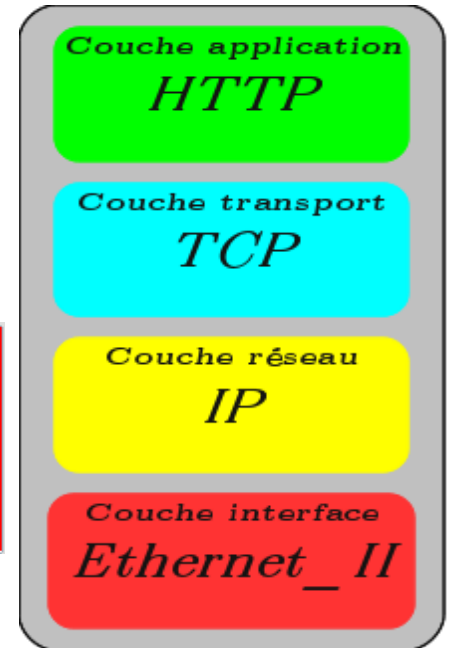 Couche application
HTTP
Couche transport
TCP
Couche réseau
IP
Couche interface
Ethernet_II